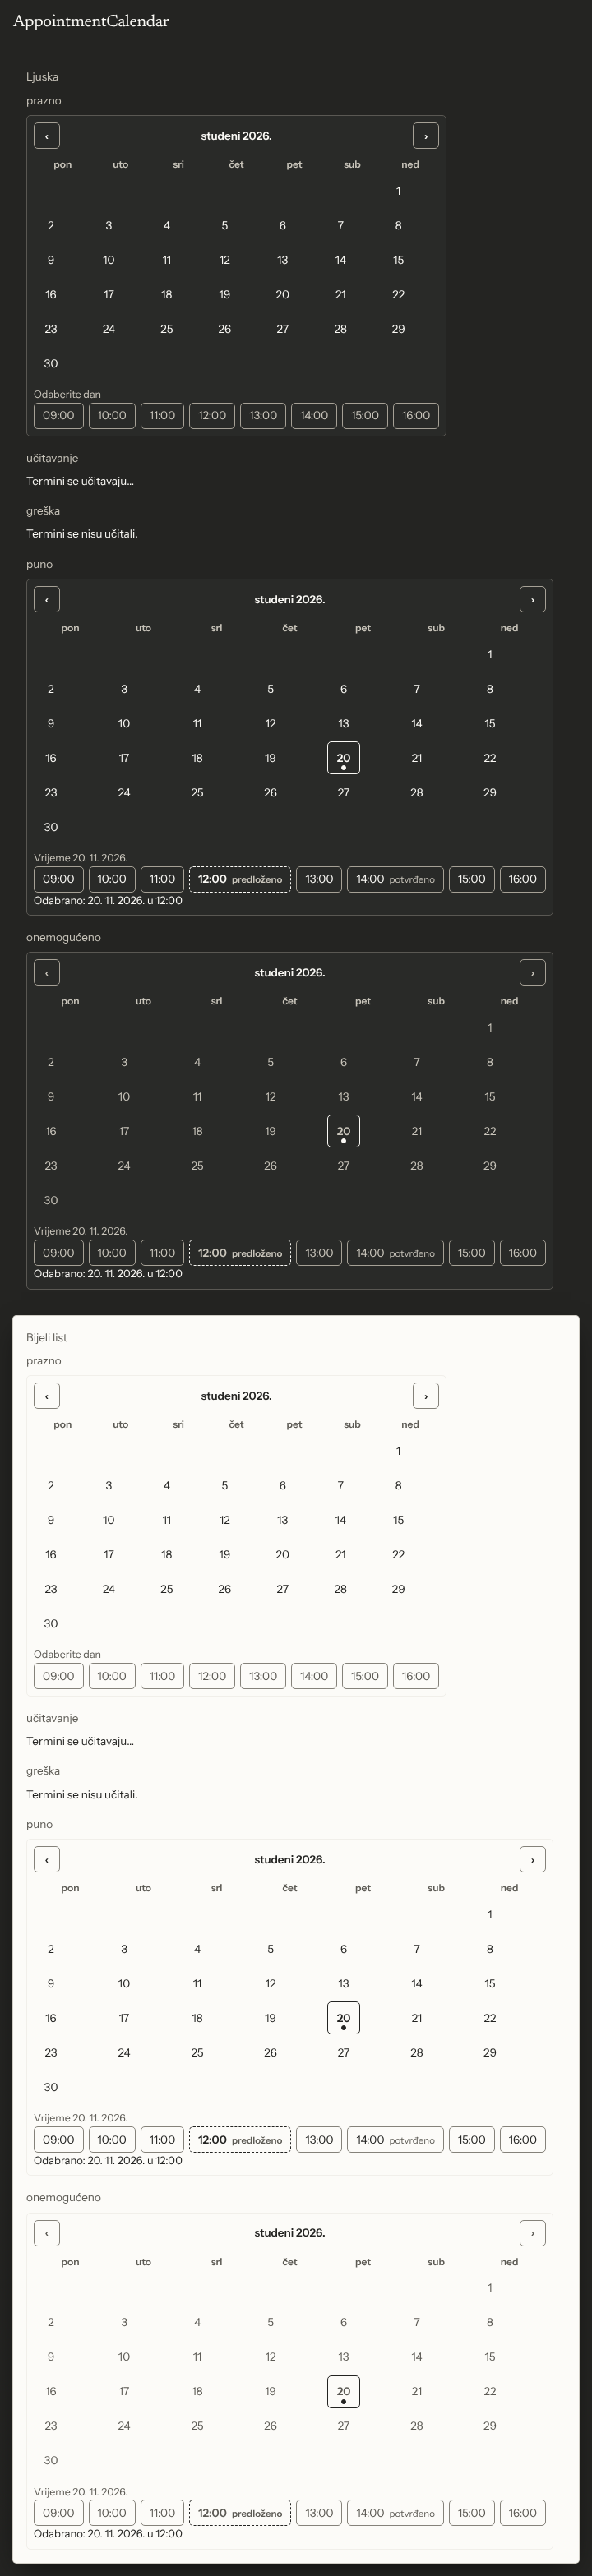 AppointmentCalendar
Ljuska
prazno
‹ studeni 2026. ›
pon uto sri čet pet sub ned
1
2 3 4 5 6 7 8
9 10 11 12 13 14 15
16 17 18 19 20 21 22
23 24 25 26 27 28 29
30
Odaberite dan
09:00 10:00 11:00 12:00 13:00 14:00 15:00 16:00
učitavanje
Termini se učitavaju...
greška
Termini se nisu učitali.
puno
‹ studeni 2026. ›
pon uto sri čet pet sub ned
1
2 3 4 5 6 7 8
9 10 11 12 13 14 15
16 17 18 19 20 21 22
23 24 25 26 27 28 29
30
Vrijeme 20. 11. 2026.
09:00 10:00 11:00 12:00 predloženo 13:00 14:00 potvrđeno 15:00 16:00
Odabrano: 20. 11. 2026. u 12:00
onemogućeno
‹ studeni 2026. ›
pon uto sri čet pet sub ned
1
2 3 4 5 6 7 8
9 10 11 12 13 14 15
16 17 18 19 20 21 22
23 24 25 26 27 28 29
30
Vrijeme 20. 11. 2026.
09:00 10:00 11:00 12:00 predloženo 13:00 14:00 potvrđeno 15:00 16:00
Odabrano: 20. 11. 2026. u 12:00
Bijeli list
prazno
‹ studeni 2026. ›
pon uto sri čet pet sub ned
1
2 3 4 5 6 7 8
9 10 11 12 13 14 15
16 17 18 19 20 21 22
23 24 25 26 27 28 29
30
Odaberite dan
09:00 10:00 11:00 12:00 13:00 14:00 15:00 16:00
učitavanje
Termini se učitavaju...
greška
Termini se nisu učitali.
puno
‹ studeni 2026. ›
pon uto sri čet pet sub ned
1
2 3 4 5 6 7 8
9 10 11 12 13 14 15
16 17 18 19 20 21 22
23 24 25 26 27 28 29
30
Vrijeme 20. 11. 2026.
09:00 10:00 11:00 12:00 predloženo 13:00 14:00 potvrđeno 15:00 16:00
Odabrano: 20. 11. 2026. u 12:00
onemogućeno
‹ studeni 2026. ›
pon uto sri čet pet sub ned
1
2 3 4 5 6 7 8
9 10 11 12 13 14 15
16 17 18 19 20 21 22
23 24 25 26 27 28 29
30
Vrijeme 20. 11. 2026.
09:00 10:00 11:00 12:00 predloženo 13:00 14:00 potvrđeno 15:00 16:00
Odabrano: 20. 11. 2026. u 12:00